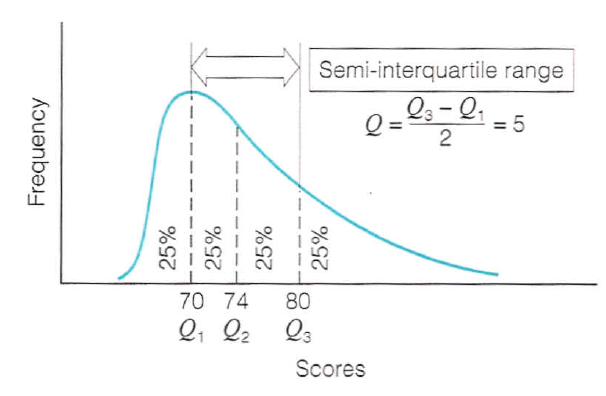 Semi-interquartile range
Q = Q₃ – Q₁ / 2 = 5
Frequency
25% 25% 25% 25%
70 74 80
Q₁ Q₂ Q₃
Scores